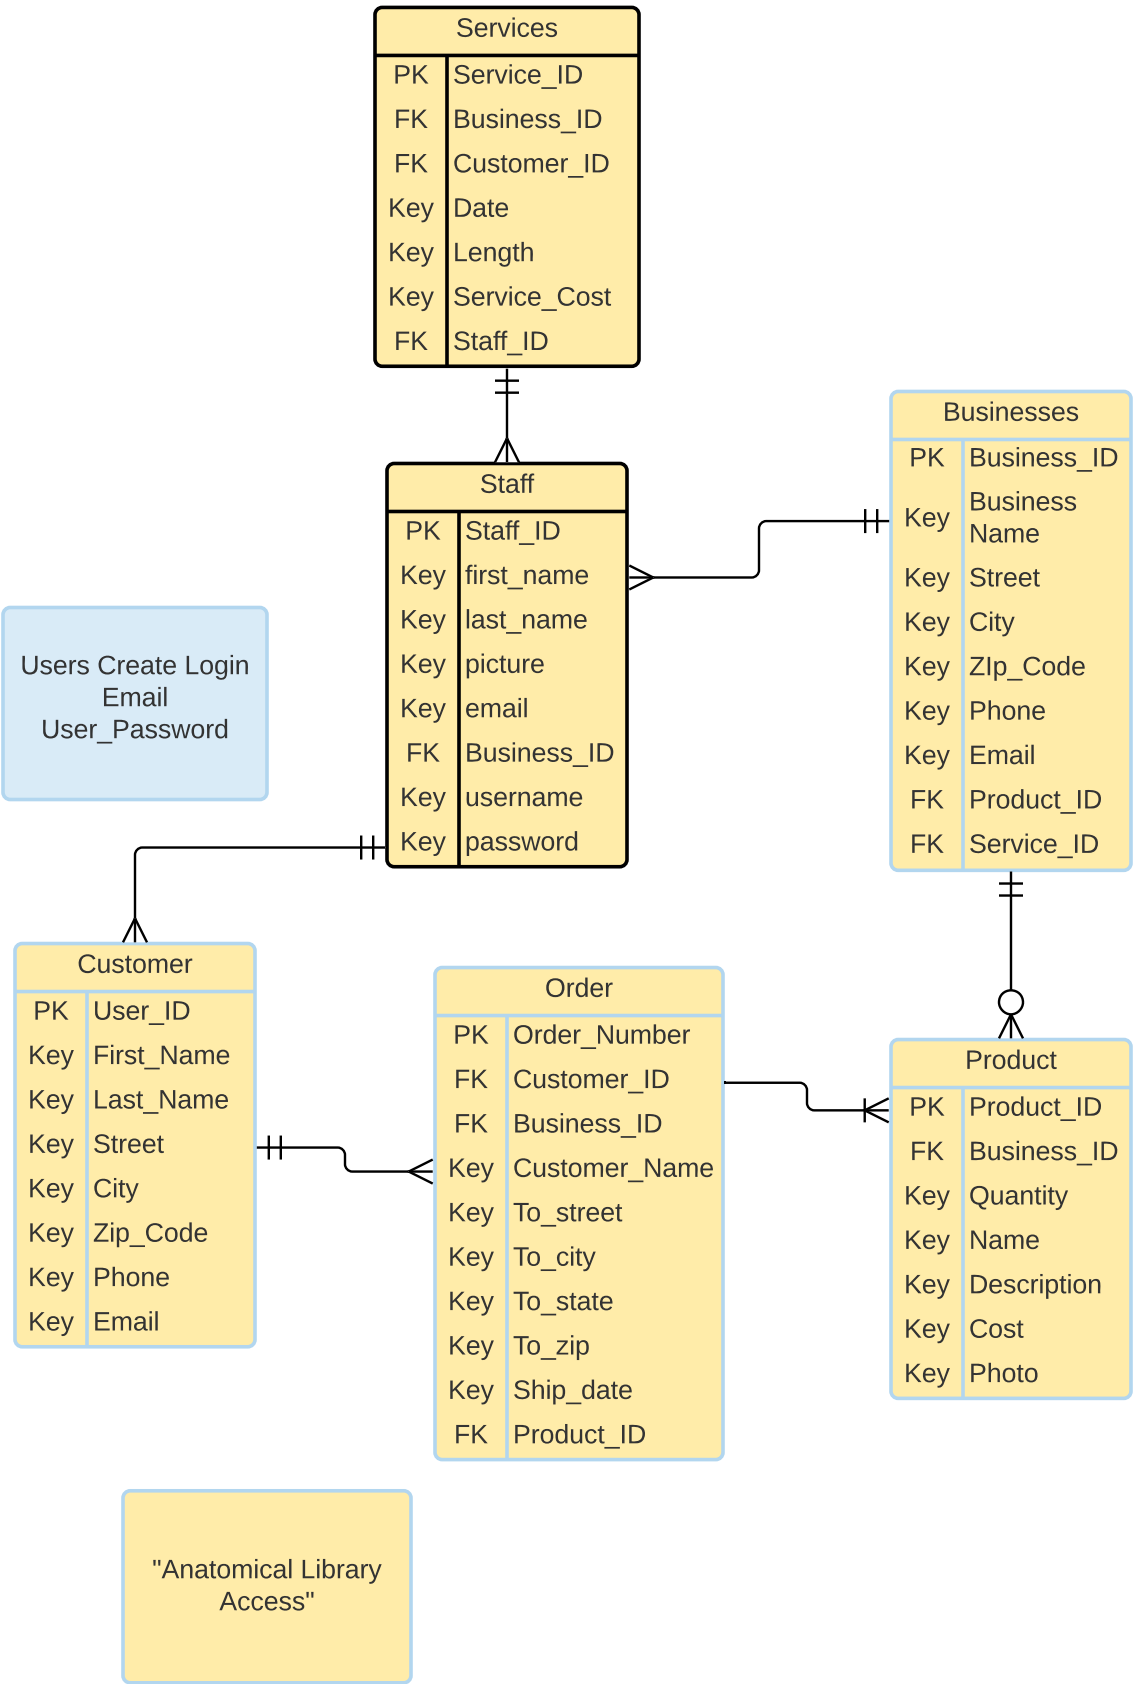 Services
PK Service_ID
FK Business_ID
FK Customer_ID
Key Date
Key Length
Key Service_Cost
FK Staff_ID
Businesses
PK Business_ID
Key Business
Name
Key Street
Key City
Key ZIp_Code
Key Phone
Key Email
FK Product_ID
FK Service_ID
Staff
PK Staff_ID
Key first_name
Key last_name
Key picture
Key email
FK Business_ID
Key username
Key password
Users Create Login
Email
User_Password
Customer
PK User_ID
Key First_Name
Key Last_Name
Key Street
Key City
Key Zip_Code
Key Phone
Key Email
Order
PK Order_Number
FK Customer_ID
FK Business_ID
Key Customer_Name
Key To_street
Key To_city
Key To_state
Key To_zip
Key Ship_date
FK Product_ID
Product
PK Product_ID
FK Business_ID
Key Quantity
Key Name
Key Description
Key Cost
Key Photo
"Anatomical Library
Access"